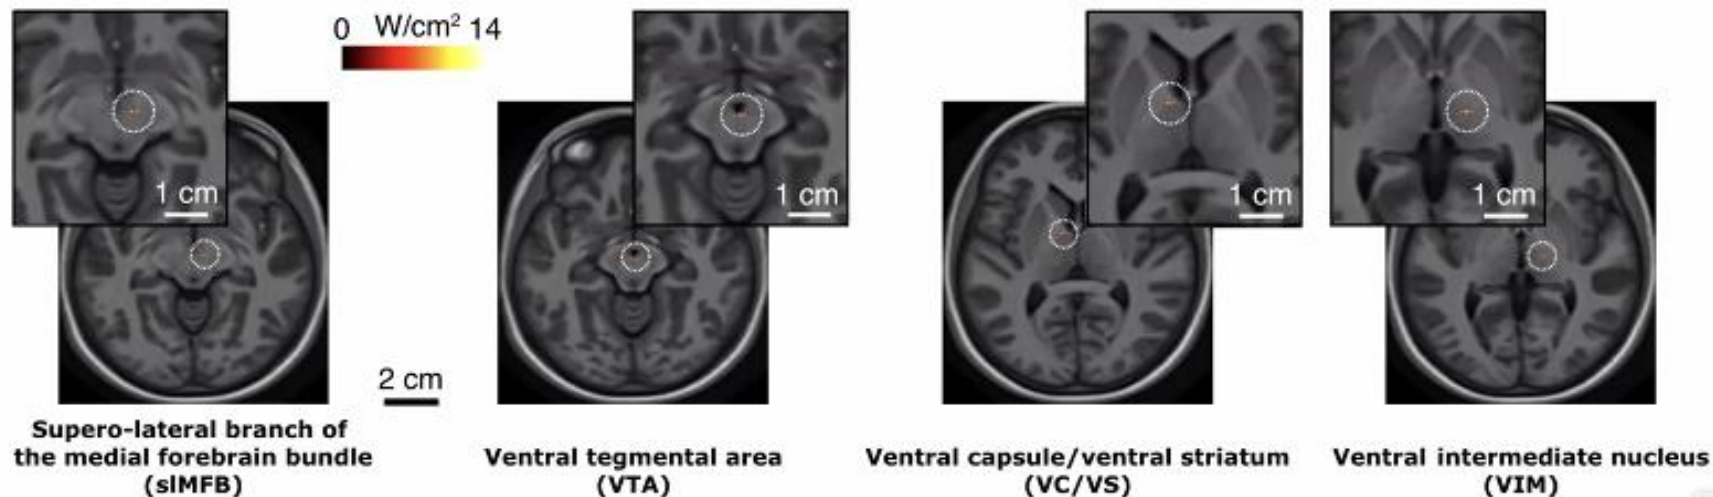 0 W/cm² 14
1 cm
1 cm
1 cm
1 cm
2 cm
Supero-lateral branch of
the medial forebrain bundle
(slMFB)
Ventral tegmental area
(VTA)
Ventral capsule/ventral striatum
(VC/VS)
Ventral intermediate nucleus
(VIM)